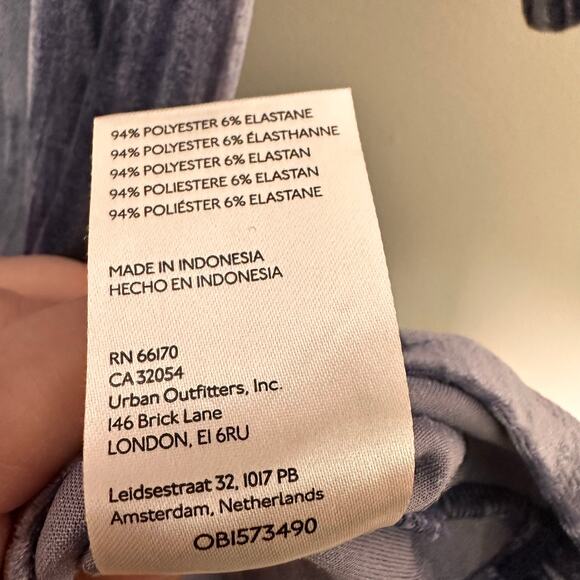 94% POLYESTER 6% ELASTANE
94% POLYESTER 6% ÉLASTHANNE
94% POLYESTER 6% ELASTAN
94% POLIESTERE 6% ELASTAN
94% POLIÉSTER 6% ELASTANE
MADE IN INDONESIA
HECHO EN INDONESIA
RN 66170
CA 32054
Urban Outfitters, Inc.
146 Brick Lane
LONDON, E1 6RU
Leidsestraat 32, 1017 PB
Amsterdam, Netherlands
OB1573490